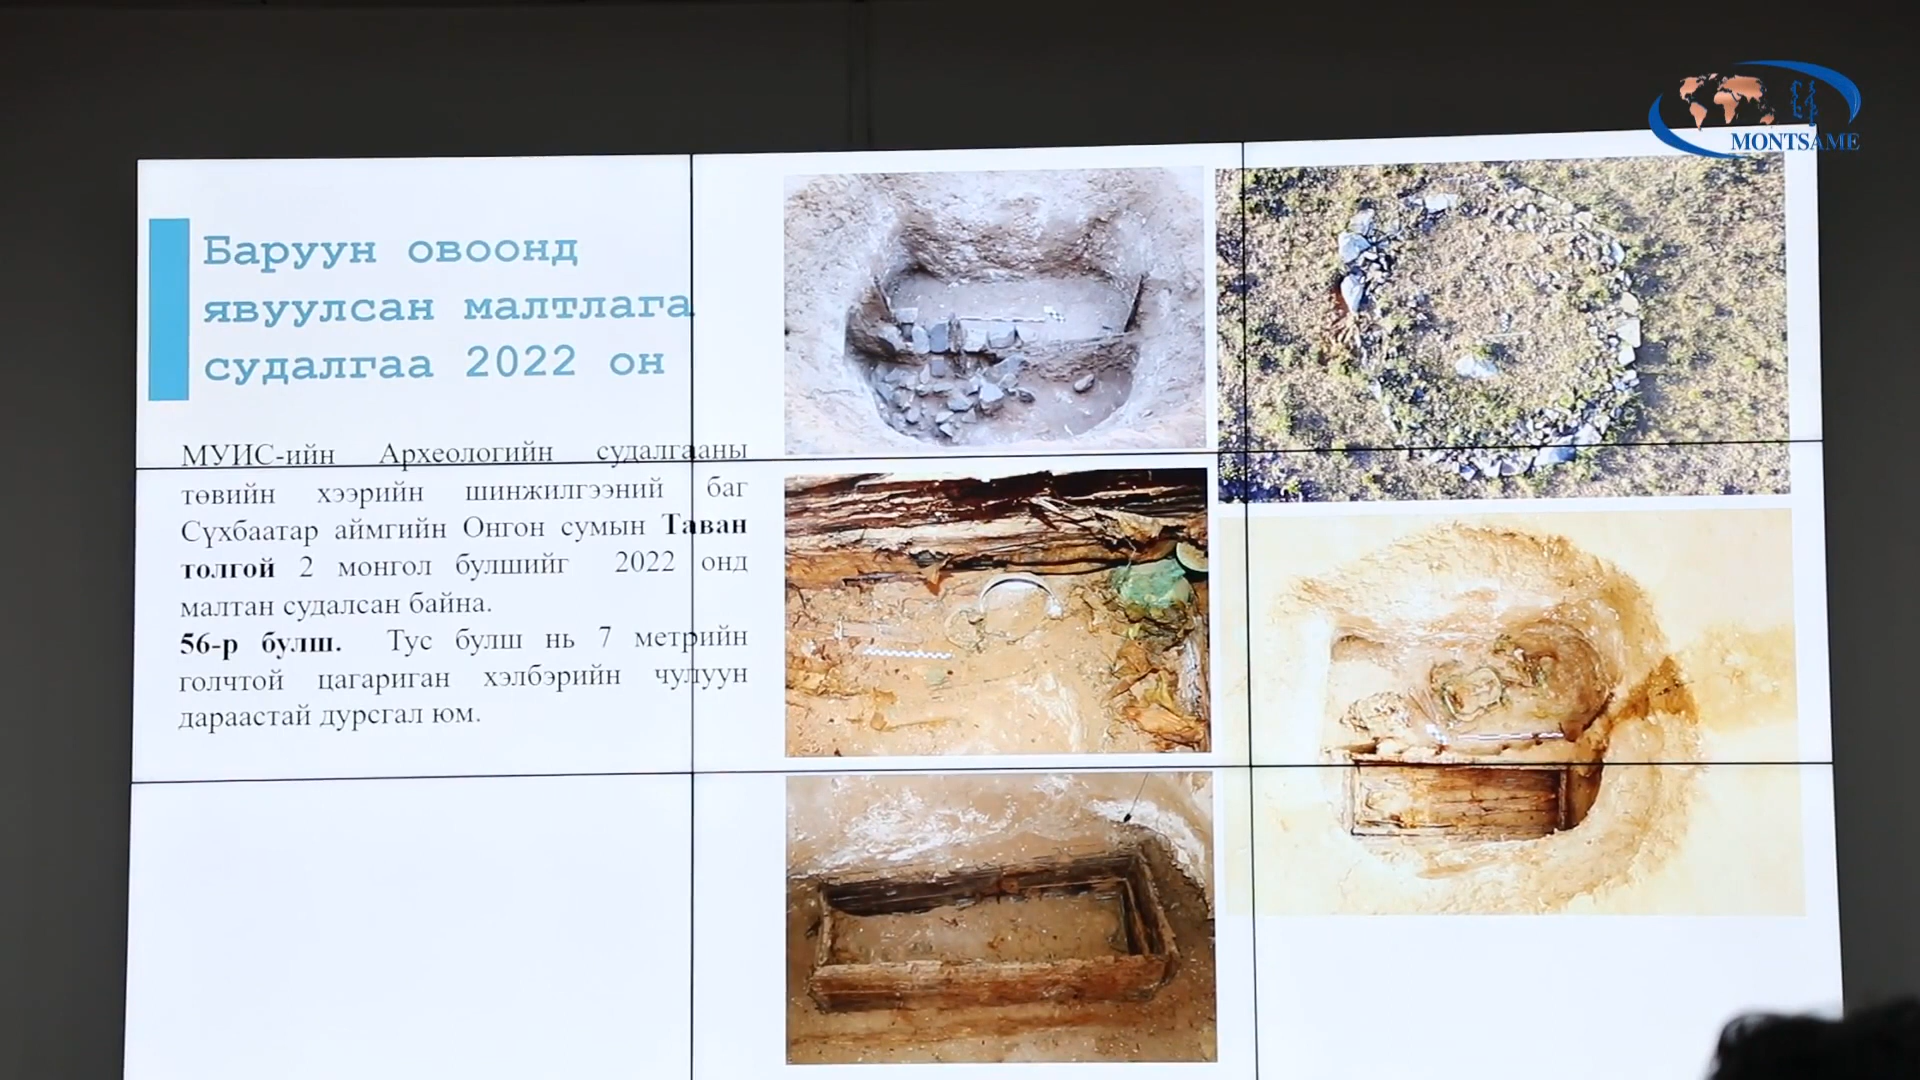 MONTSAME
Баруун овоонд
явуулсан малтлага
судалгаа 2022 он
МУИС-ийн Археологийн судалгааны
төвийн хээрийн шинжилгээний баг
Сүхбаатар аймгийн Онгон сумын Таван
толгой 2 монгол булшийг 2022 онд
малтан судалсан байна.
56-р булш. Тус булш нь 7 метрийн
голчтой цагариган хэлбэрийн чулуун
дараастай дурсгал юм.